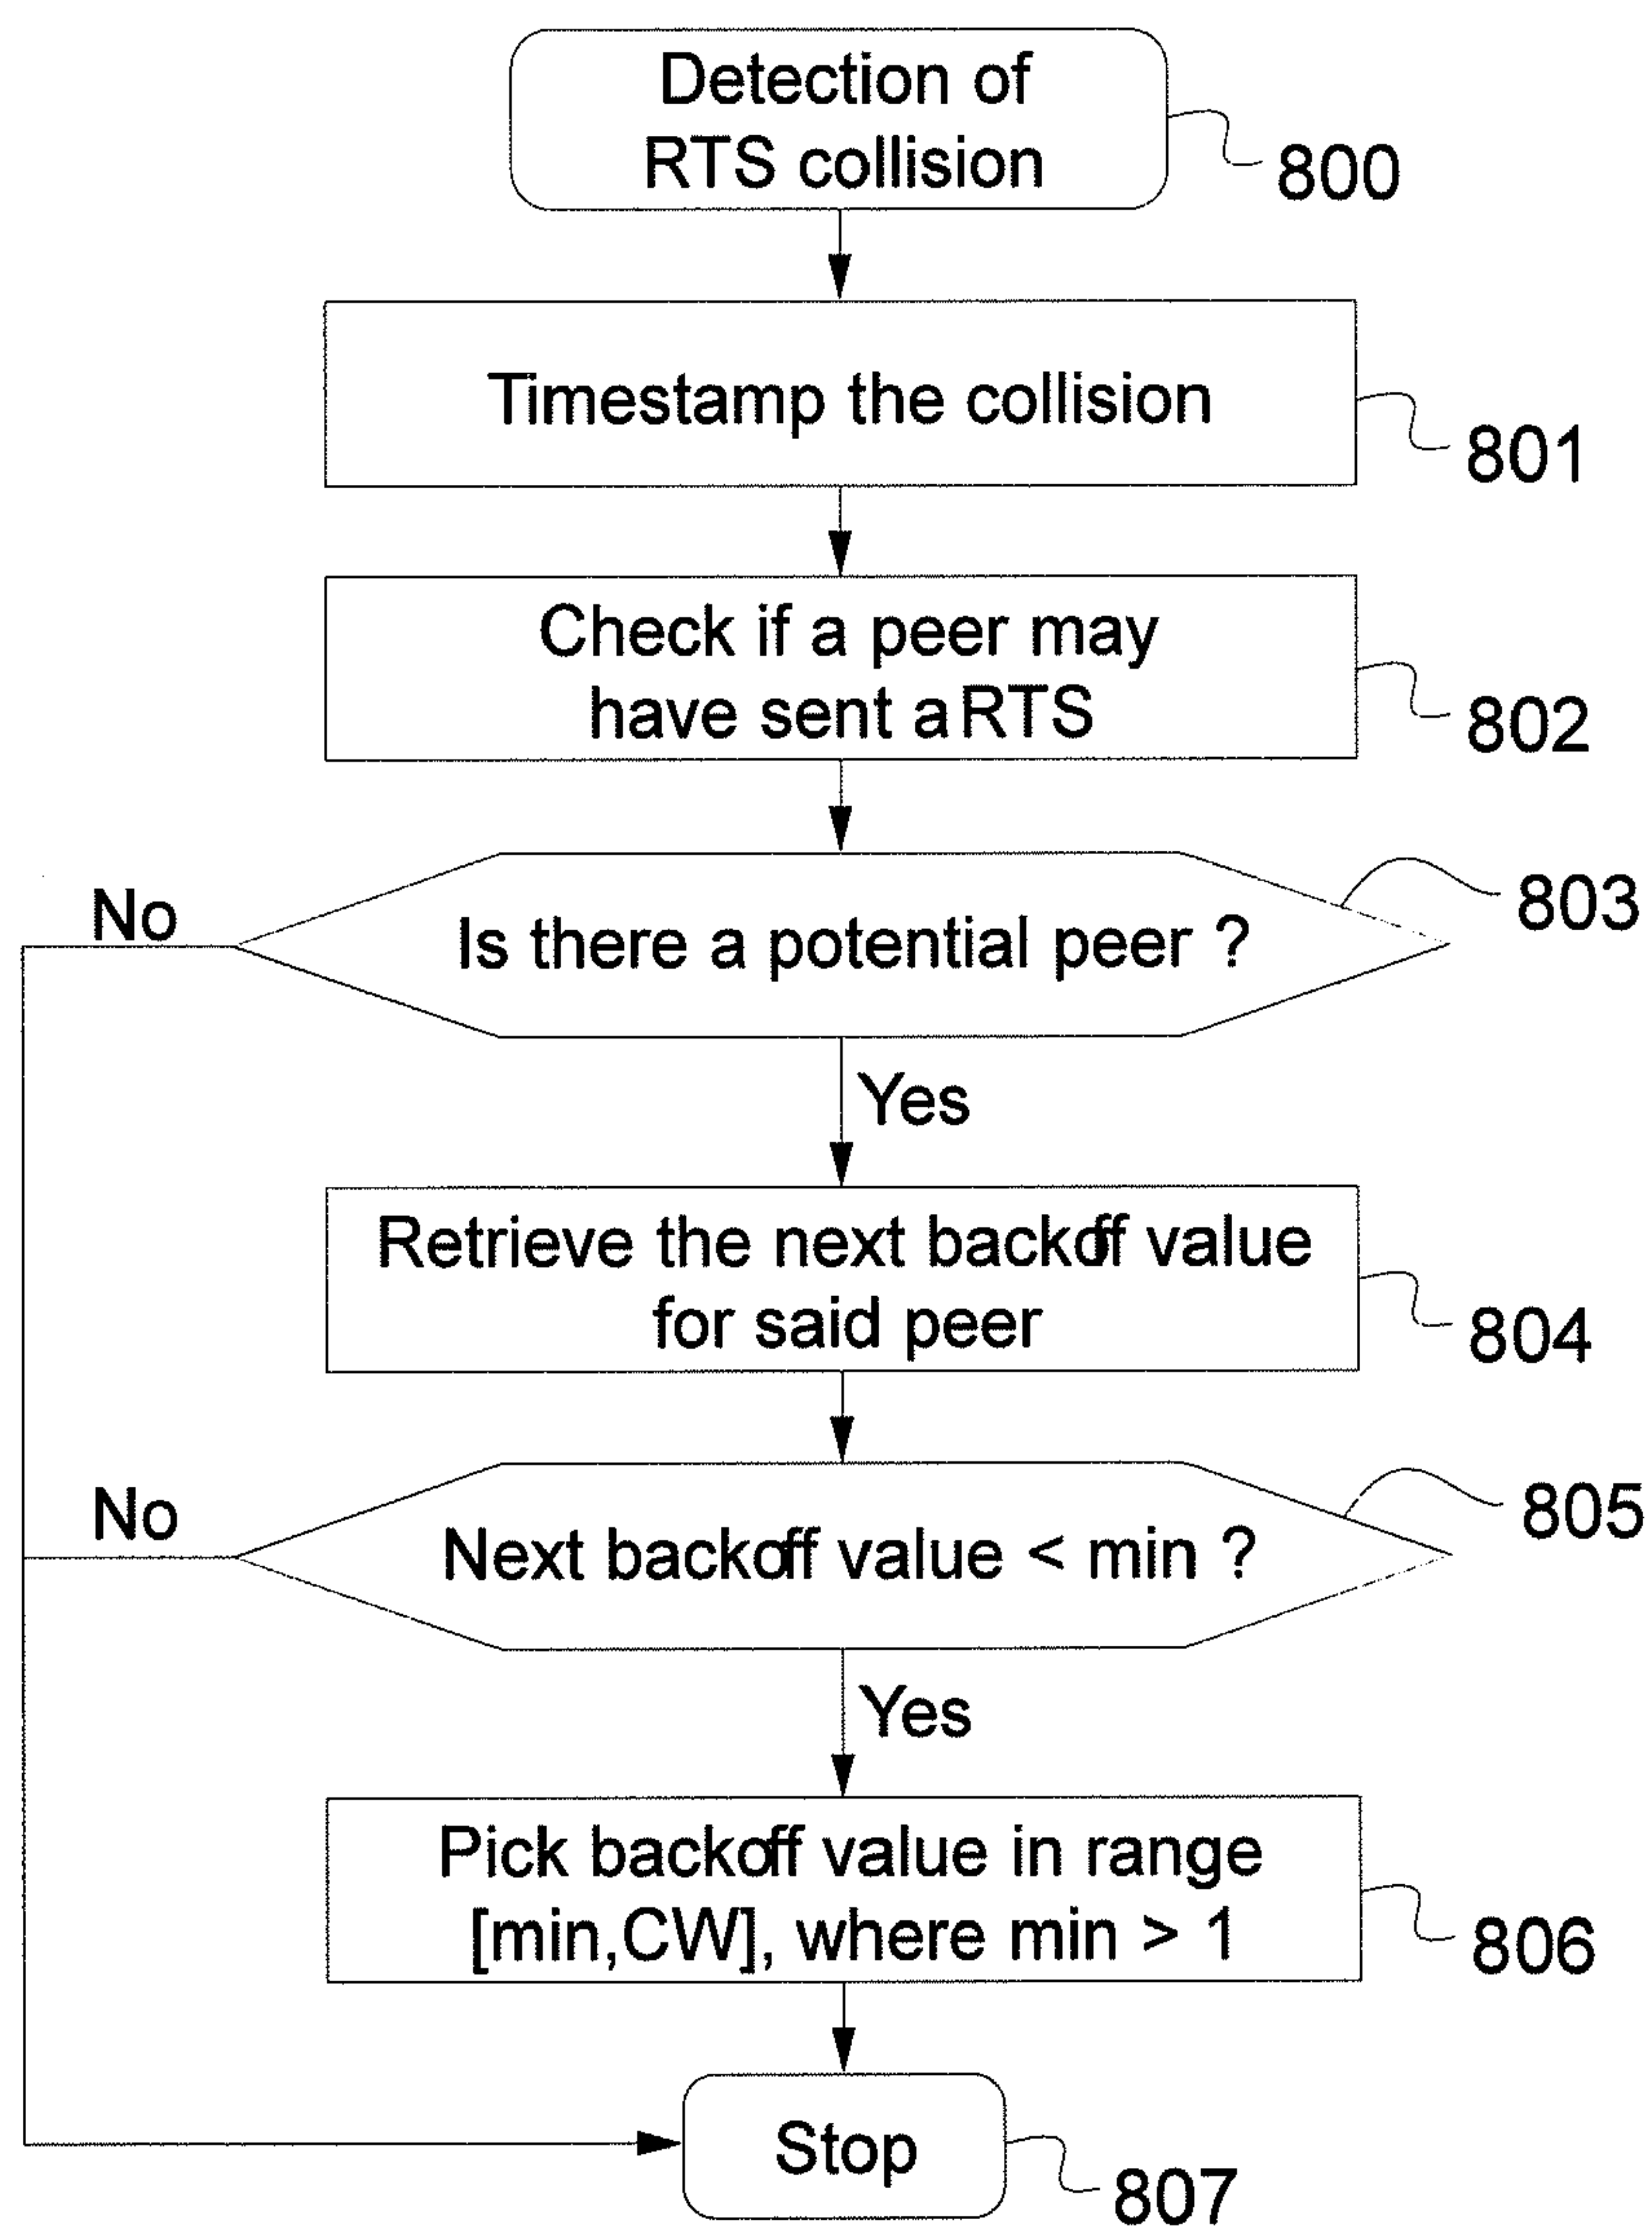 Detection of
RTS collision
800
Timestamp the collision
801
Check if a peer may
have sent a RTS
802
No
Is there a potential peer ?
803
Yes
Retrieve the next backoff value
for said peer
804
No
Next backoff value < min ?
805
Yes
Pick backoff value in range
[min,CW], where min > 1
806
Stop
807